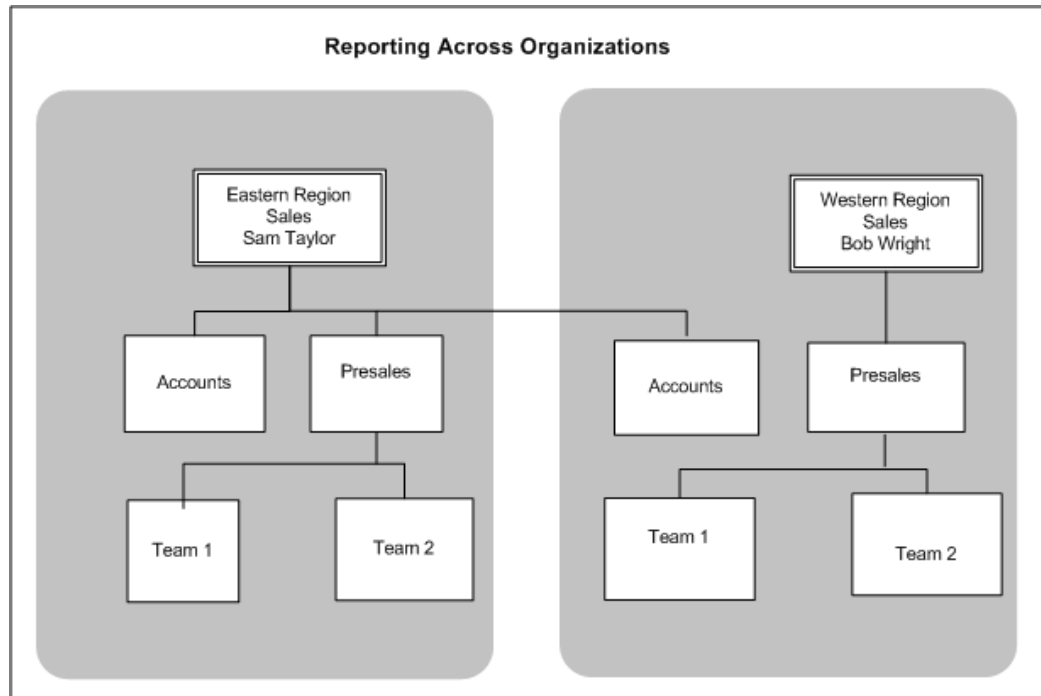 Reporting Across Organizations
Eastern Region
Sales
Sam Taylor
Western Region
Sales
Bob Wright
Accounts
Presales
Accounts
Presales
Team 1
Team 2
Team 1
Team 2